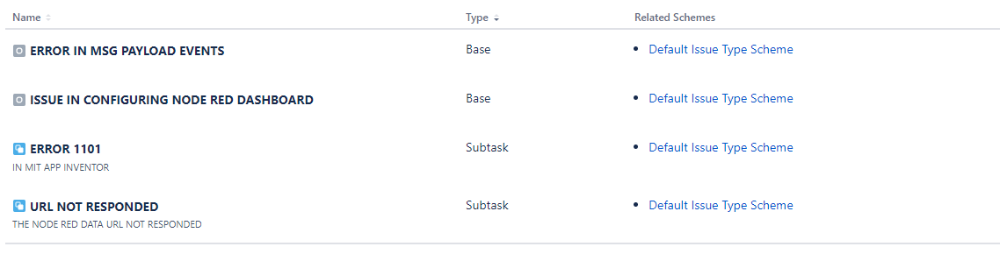 Name Type Related Schemes
ERROR IN MSG PAYLOAD EVENTS Base • Default Issue Type Scheme
ISSUE IN CONFIGURING NODE RED DASHBOARD Base • Default Issue Type Scheme
ERROR 1101 Subtask • Default Issue Type Scheme
IN MIT APP INVENTOR
URL NOT RESPONDED Subtask • Default Issue Type Scheme
THE NODE RED DATA URL NOT RESPONDED